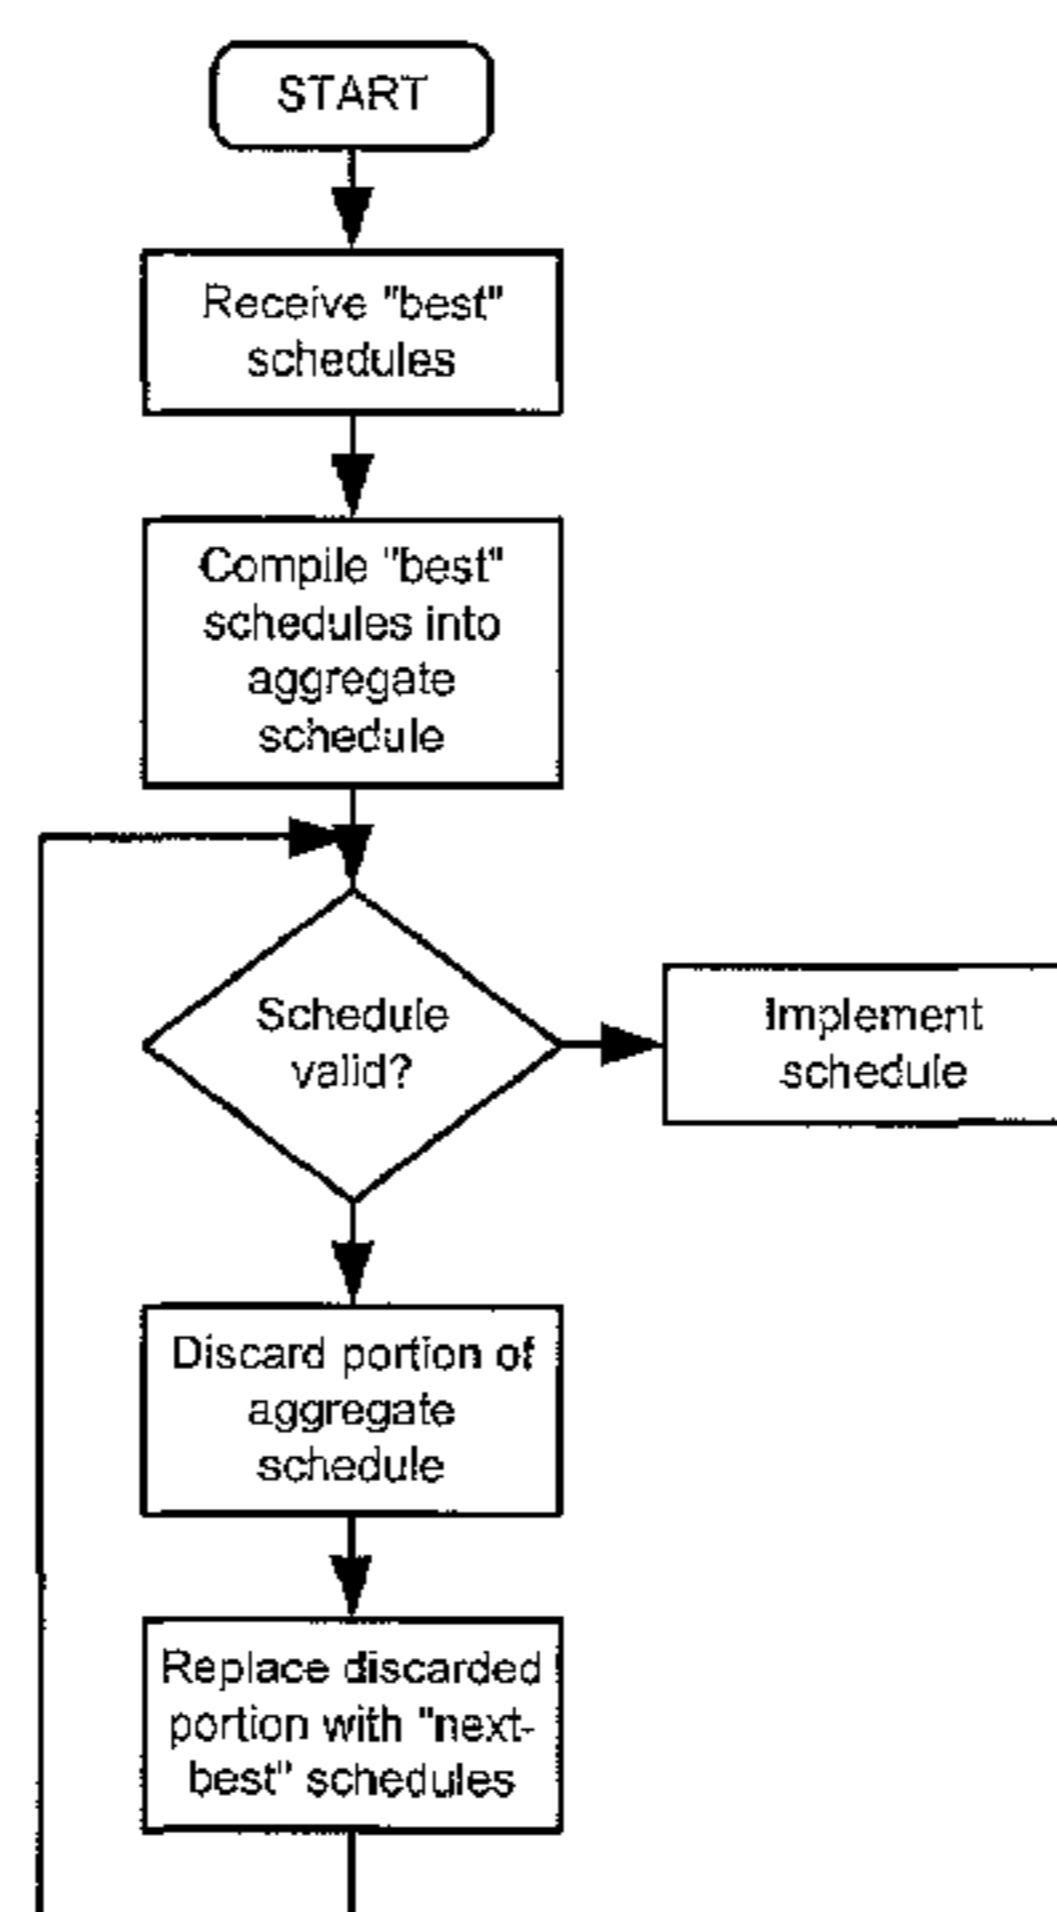 START
Receive "best"
schedules
Compile "best"
schedules into
aggregate
schedule
Schedule
valid?
Implement
schedule
Discard portion of
aggregate
schedule
Replace discarded
portion with "next-
best" schedules